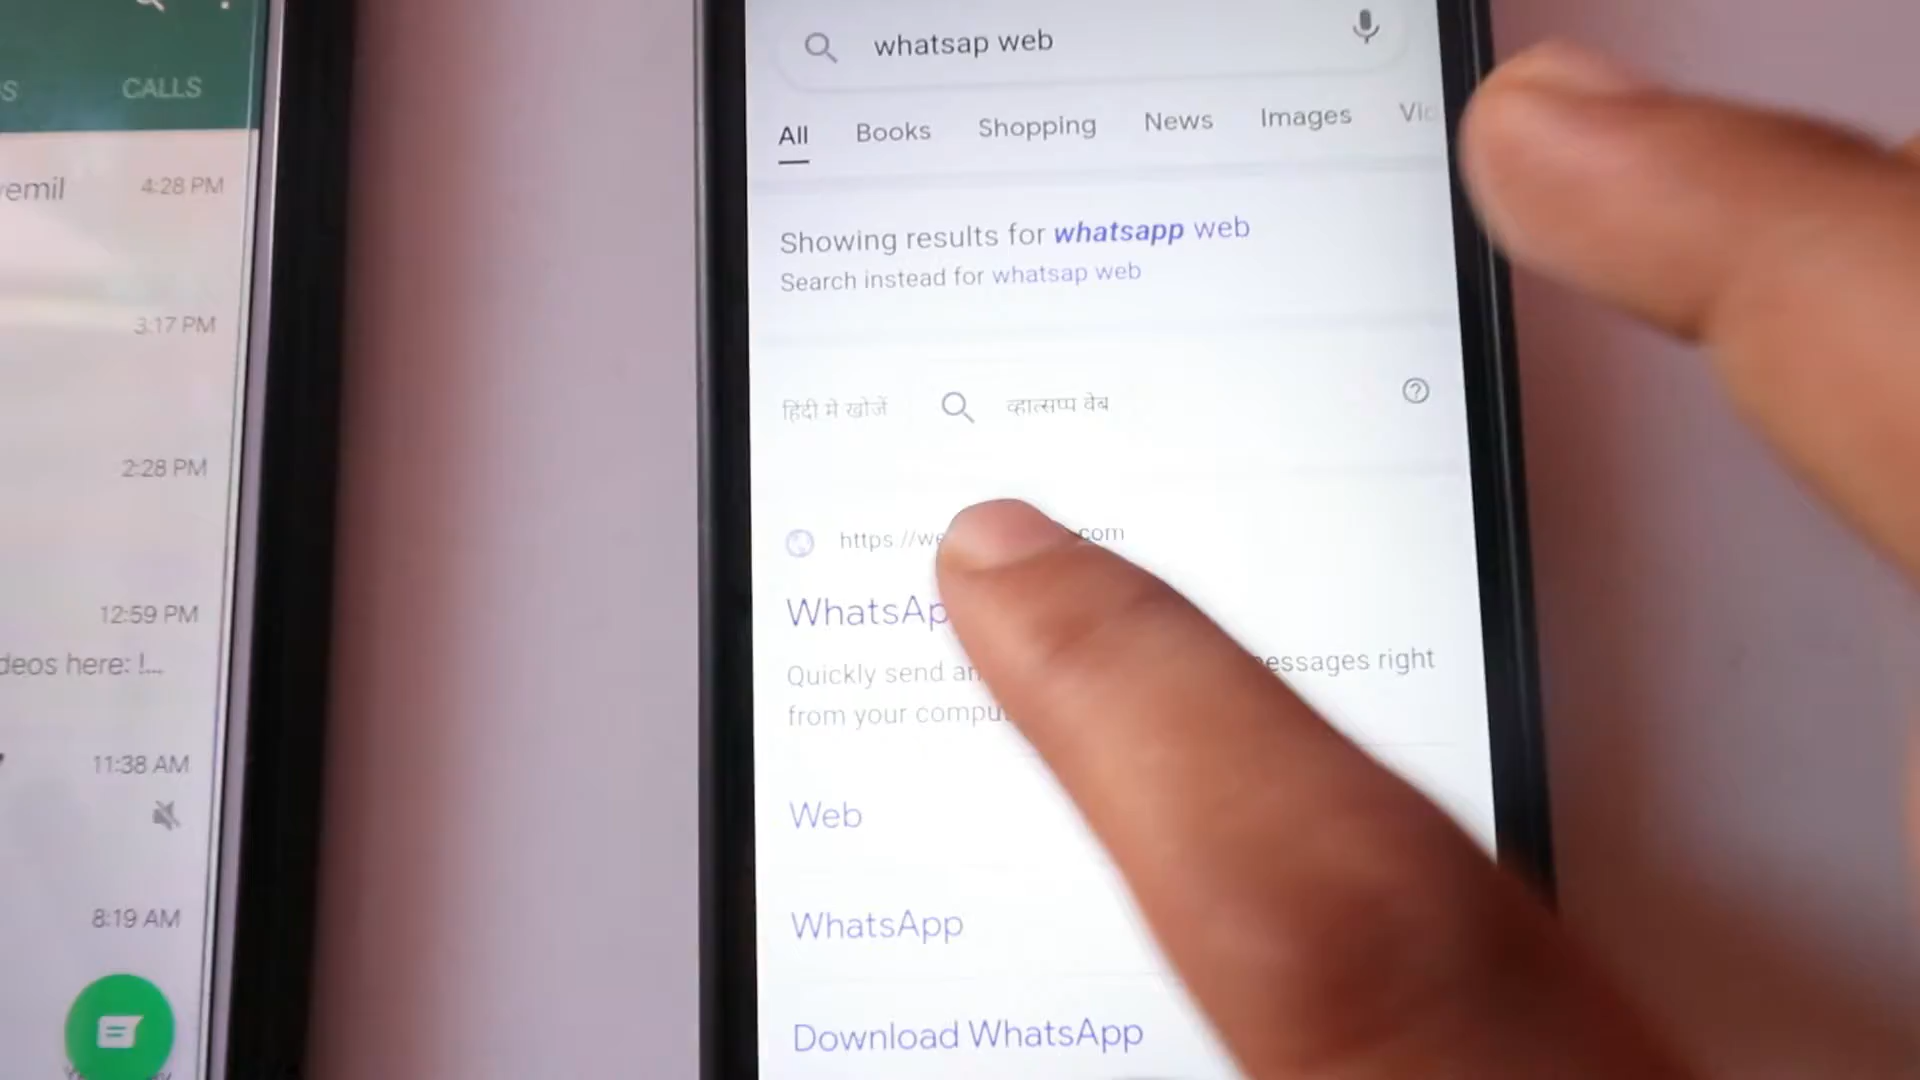 CALLS
4:28 PM
3:17 PM
2:28 PM
12:59 PM
deos here: !...
11:38 AM
8:19 AM
whatsap web
All Books Shopping News Images
Showing results for whatsapp web
Search instead for whatsap web
हिंदी मे खोजें व्हात्सप्प वेब
https://we .com
WhatsAp
Quickly send essages right
from your compu
Web
WhatsApp
Download WhatsApp